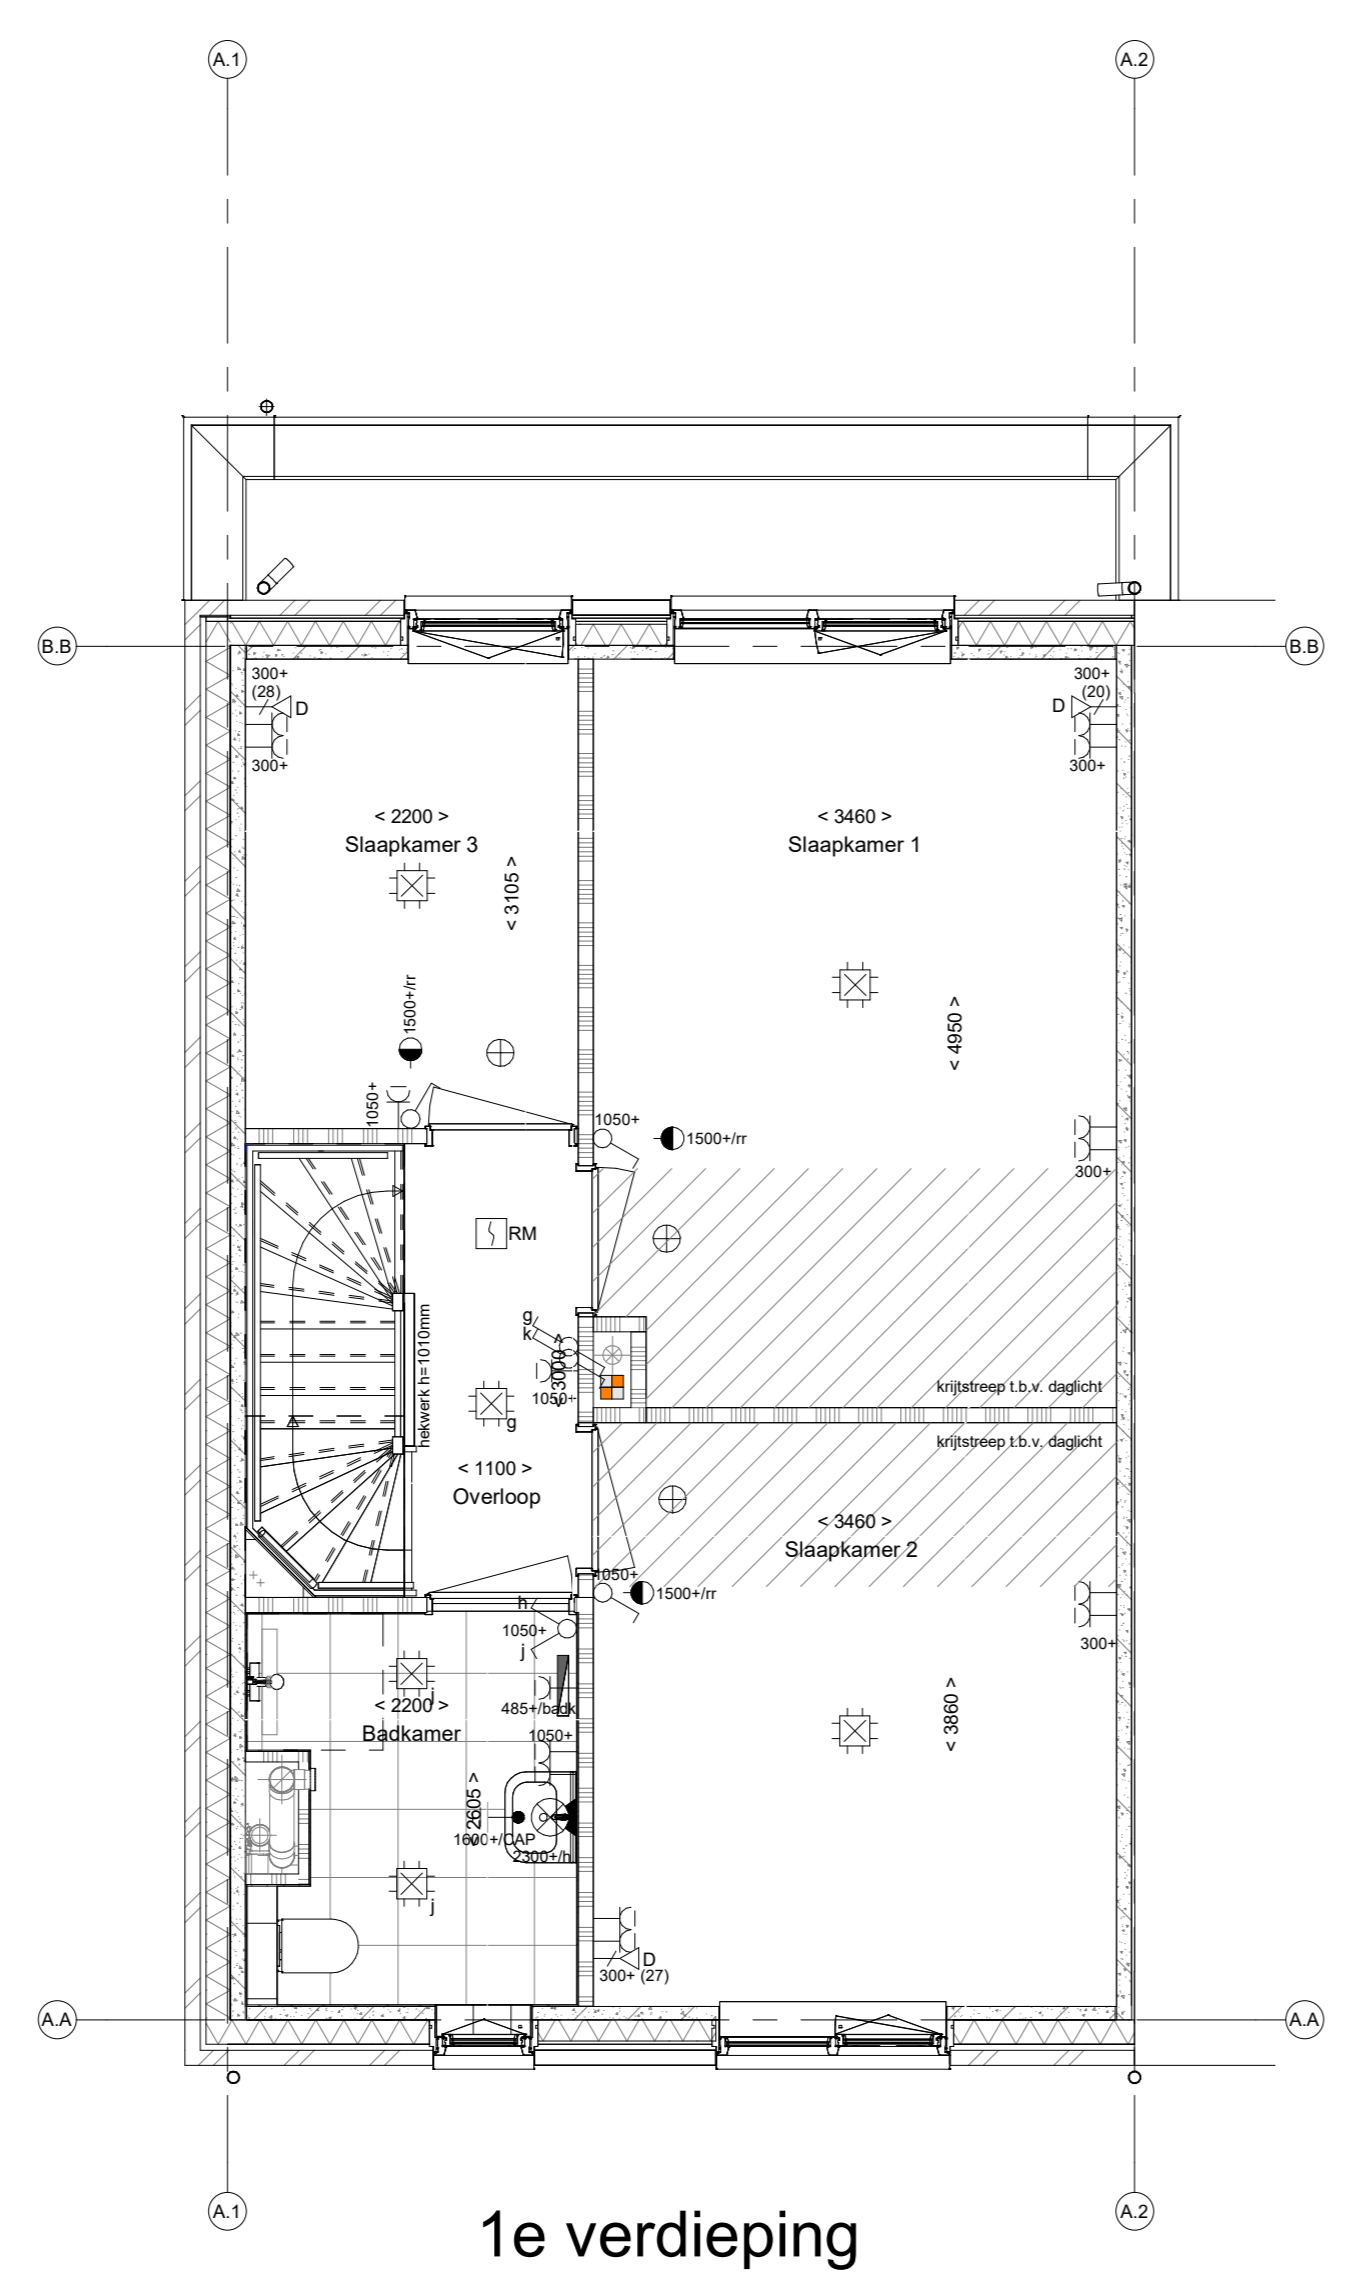 A.1
A.2
B.B
B.B
300+
(28)
D
300+
300+
(20)
D
300+
< 2200 >
Slaapkamer 3
< 3105 >
< 3460 >
Slaapkamer 1
< 4950 >
1500+/rr
1050+
1050+
1500+/rr
300+
RM
hekwerk h=1010mm
g
k
< 3000 >
1050+
g
krijtstreep t.b.v. daglicht
krijtstreep t.b.v. daglicht
< 1100 >
Overloop
< 3460 >
Slaapkamer 2
1050+
1500+/rr
300+
h
1050+
j
j
< 2200 >
Badkamer
485+/badk
1050+
< 3860 >
< 2605 >
1600+/CAP
2300+/h
j
D
300+ (27)
A.A
A.A
A.1
A.2
1e verdieping